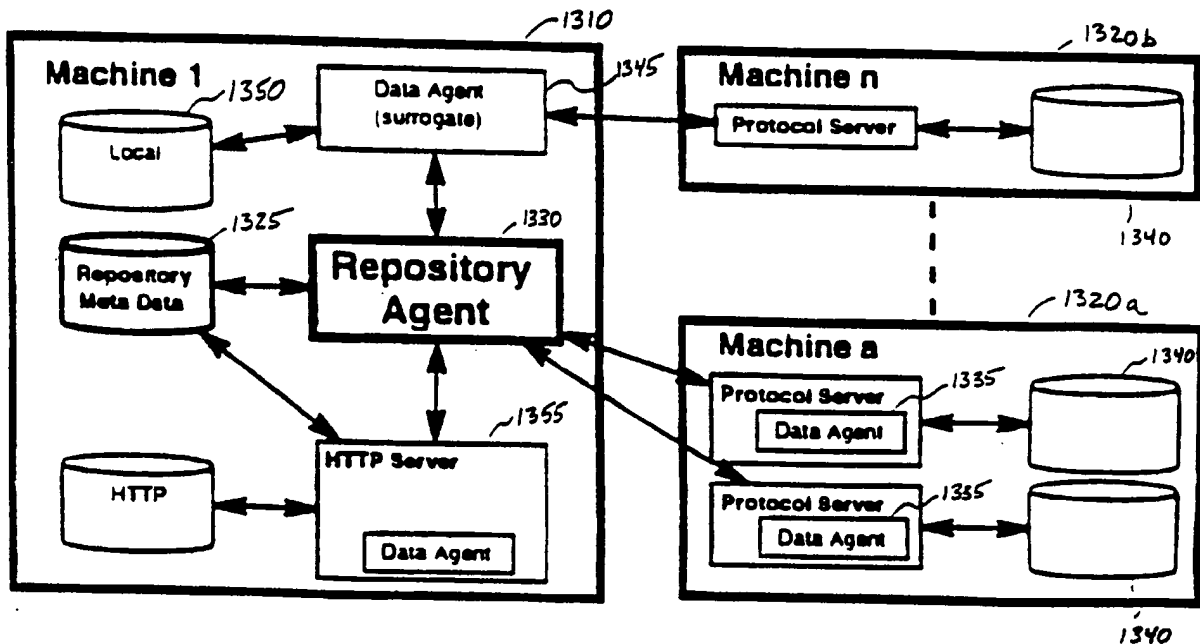 1310
Machine 1
1350
Local
Data Agent
(surrogate)
1345
1325
Repository
Meta Data
1330
Repository
Agent
1355
HTTP Server
Data Agent
HTTP
1320b
Machine n
Protocol Server
1340
1320a
Machine a
Protocol Server
1335
Data Agent
1340
Protocol Server
1335
Data Agent
1340